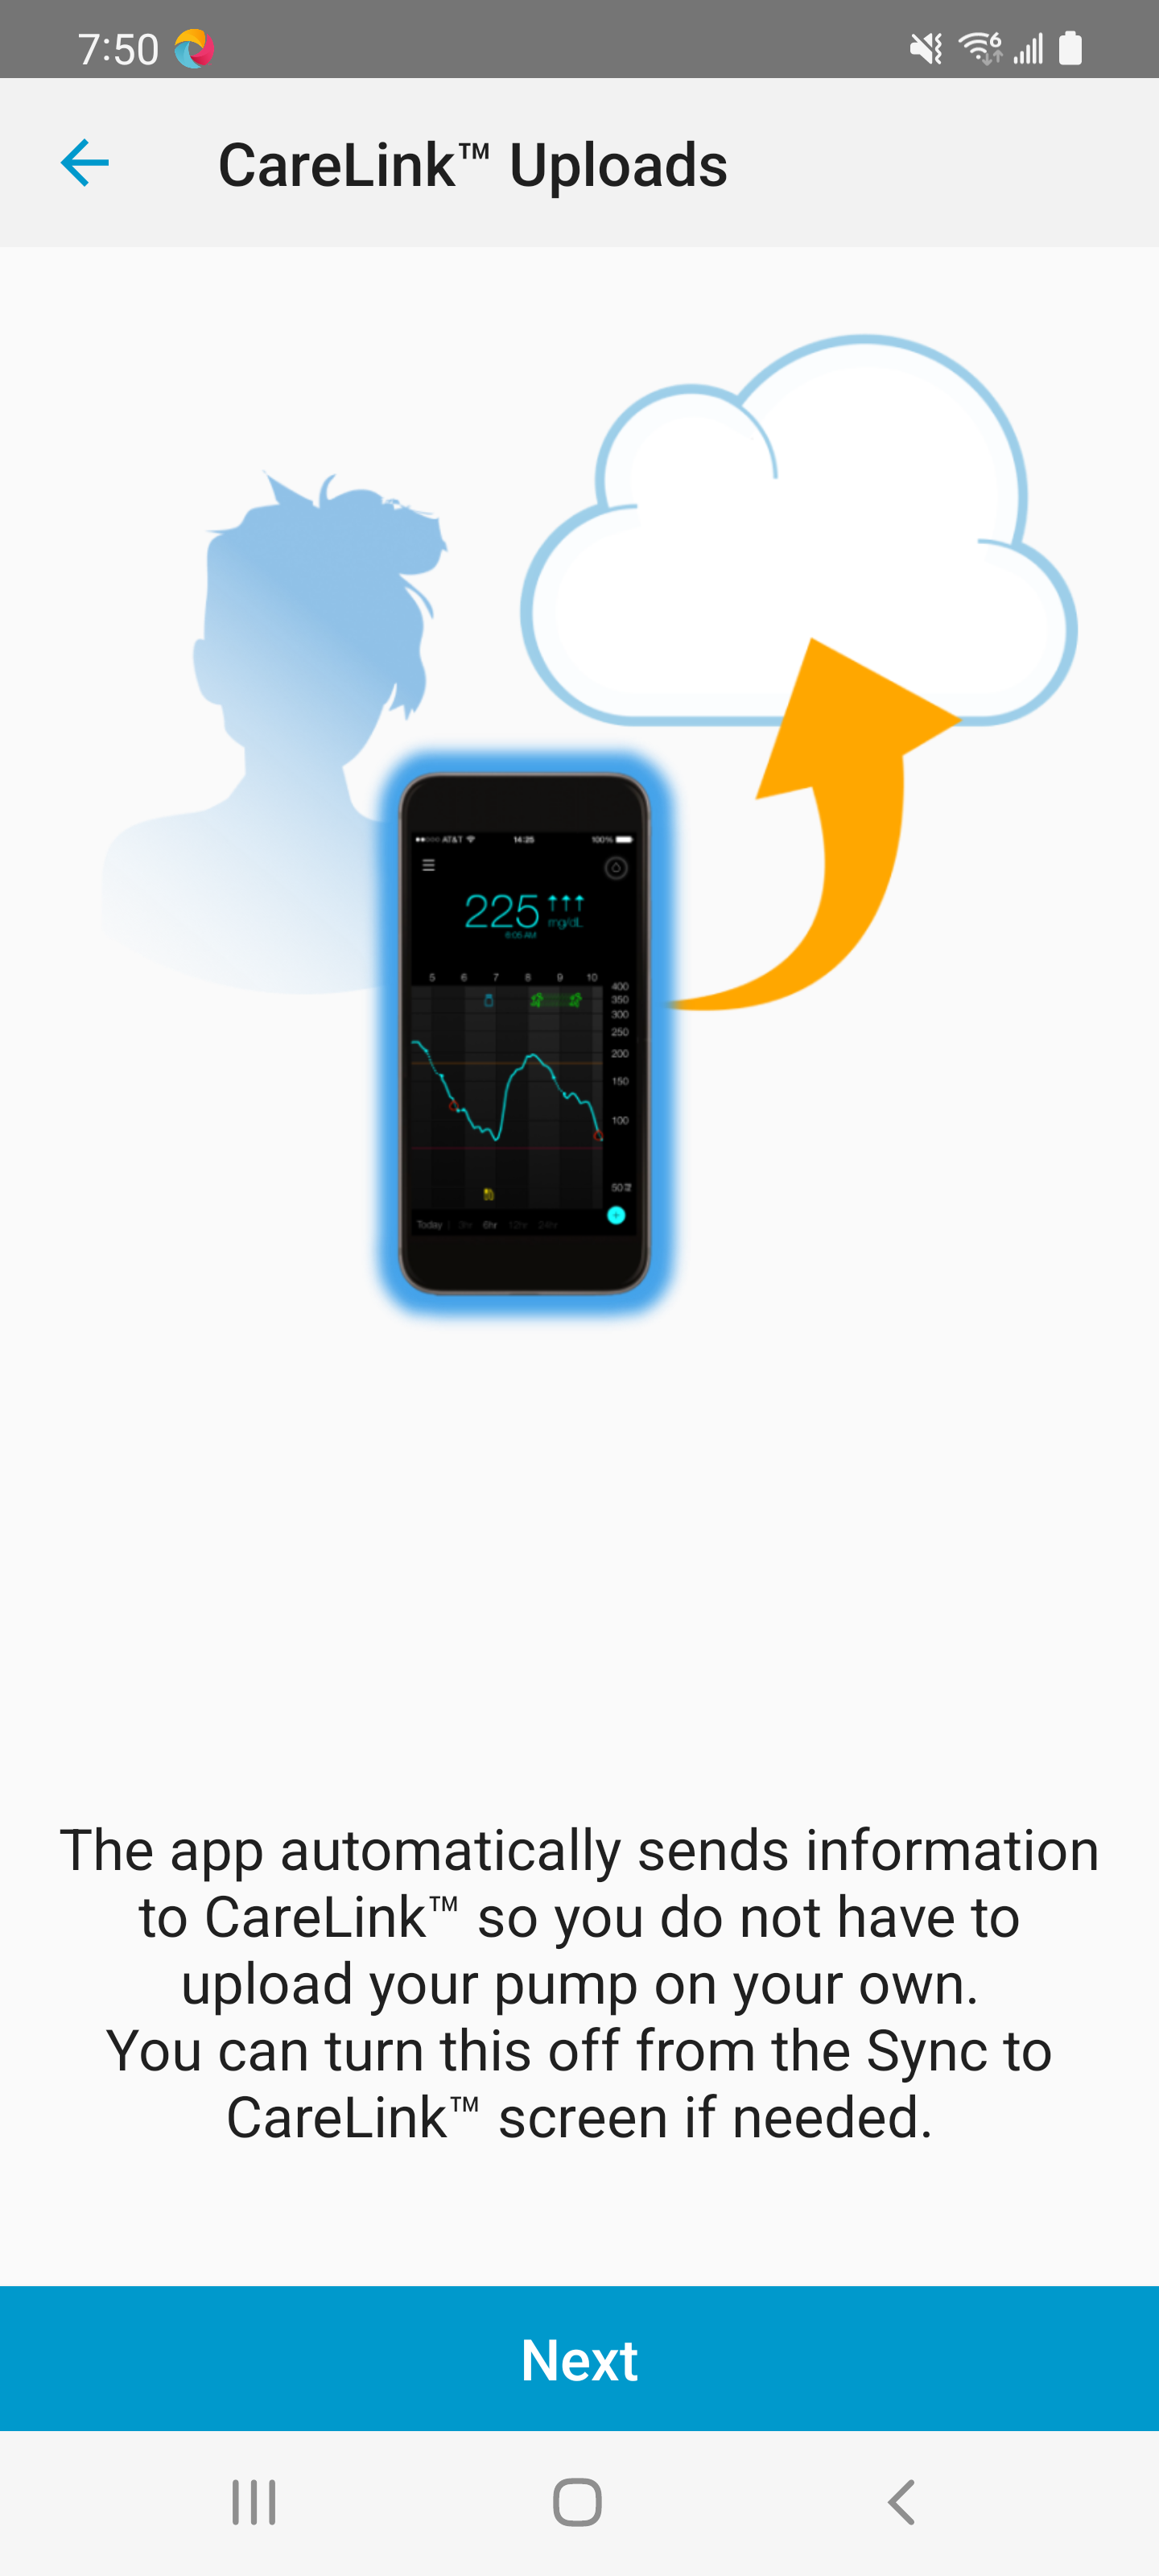 7:50
6
CareLink™ Uploads
AT&T 14:25 100%
225 mg/dL
6:05 AM
5 6 7 8 9 10
400
350
300
250
200
150
100
50
Today 3hr 6hr 12hr 24hr
The app automatically sends information
to CareLink™ so you do not have to
upload your pump on your own.
You can turn this off from the Sync to
CareLink™ screen if needed.
Next